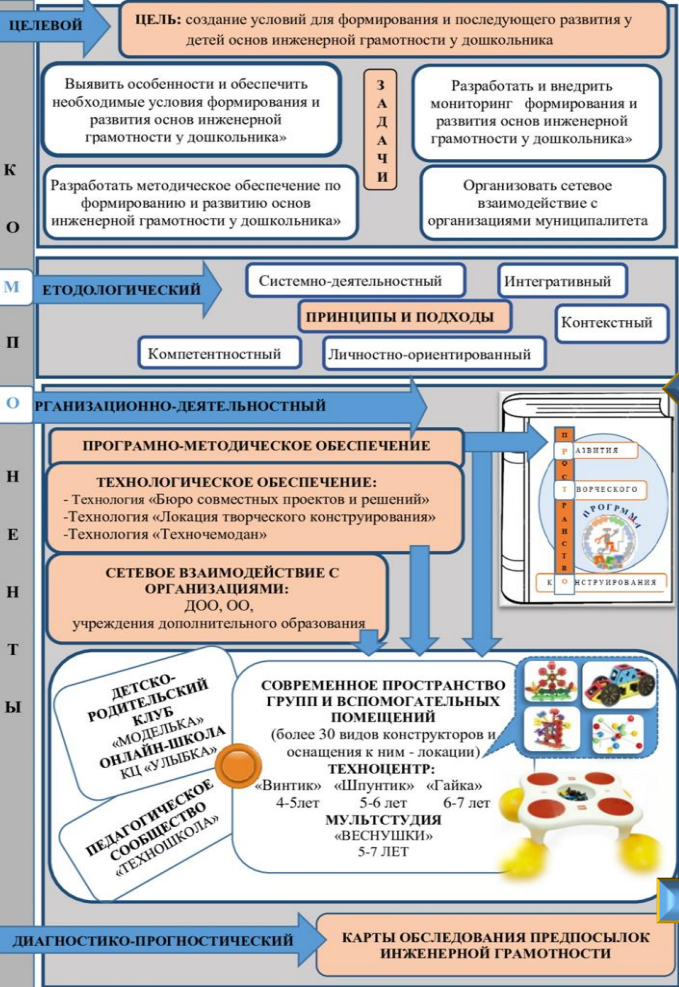 ЦЕЛЕВОЙ
ЦЕЛЬ: создание условий для формирования и последующего развития у
детей основ инженерной грамотности у дошкольника
Выявить особенности и обеспечить
необходимые условия формирования и
развития основ инженерной
грамотности у дошкольника»
З
А
Д
А
Ч
И
Разработать и внедрить
мониторинг формирования и
развития основ инженерной
грамотности у дошкольника»
Разработать методическое обеспечение по
формированию и развитию основ
инженерной грамотности у дошкольника»
Организовать сетевое
взаимодействие с
организациями муниципалитета
К
О
М
П
О
Н
Е
Н
Т
Ы
ЕТОДОЛОГИЧЕСКИЙ
Системно-деятельностный
Интегративный
ПРИНЦИПЫ И ПОДХОДЫ
Контекстный
Компетентностный
Личностно-ориентированный
РГАНИЗАЦИОННО-ДЕЯТЕЛЬНОСТНЫЙ
ПРОГРАМНО-МЕТОДИЧЕСКОЕ ОБЕСПЕЧЕНИЕ
ТЕХНОЛОГИЧЕСКОЕ ОБЕСПЕЧЕНИЕ:
- Технология «Бюро совместных проектов и решений»
-Технология «Локация творческого конструирования»
-Технология «Техночемодан»
СЕТЕВОЕ ВЗАИМОДЕЙСТВИЕ С
ОРГАНИЗАЦИЯМИ:
ДОО, ОО,
учреждения дополнительного образования
П
Р
О
С
Т
Р
А
Н
С
Т
В
О
АЗВИТИЯ
ВОРЧЕСКОГО
ПРОГРММА
К НСТРУИРОВАНИЯ
ДЕТСКО-
РОДИТЕЛЬСКИЙ
КЛУБ
«МОДЕЛЬКА»
ОНЛАЙН-ШКОЛА
КЦ «УЛЫБКА»
ПЕДАГОГИЧЕСКОЕ
СООБЩЕСТВО
«ТЕХНОШКОЛА»
СОВРЕМЕННОЕ ПРОСТРАНСТВО
ГРУПП И ВСПОМОГАТЕЛЬНЫХ
ПОМЕЩЕНИЙ
(более 30 видов конструкторов и
оснащения к ним - локации)
ТЕХНОЦЕНТР:
«Винтик» «Шпунтик» «Гайка»
4-5лет 5-6 лет 6-7 лет
МУЛЬТСТУДИЯ
«ВЕСНУШКИ»
5-7 ЛЕТ
ДИАГНОСТИКО-ПРОГНОСТИЧЕСКИЙ
КАРТЫ ОБСЛЕДОВАНИЯ ПРЕДПОСЫЛОК
ИНЖЕНЕРНОЙ ГРАМОТНОСТИ